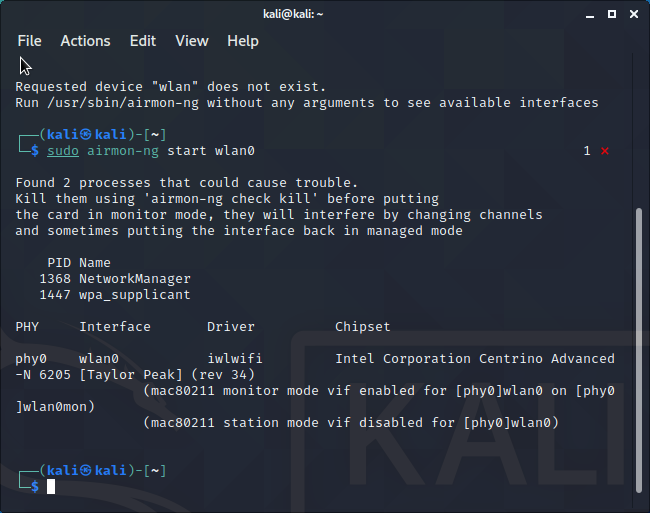 kali@kali: ~
File Actions Edit View Help
Requested device "wlan" does not exist.
Run /usr/sbin/airmon-ng without any arguments to see available interfaces
┌──(kali㉿kali)-[~]
└─$ sudo airmon-ng start wlan0 1 ⨯
Found 2 processes that could cause trouble.
Kill them using 'airmon-ng check kill' before putting
the card in monitor mode, they will interfere by changing channels
and sometimes putting the interface back in managed mode
PID Name
1368 NetworkManager
1447 wpa_supplicant
PHY Interface Driver Chipset
phy0 wlan0 iwlwifi Intel Corporation Centrino Advanced
-N 6205 [Taylor Peak] (rev 34)
(mac80211 monitor mode vif enabled for [phy0]wlan0 on [phy0
]wlan0mon)
(mac80211 station mode vif disabled for [phy0]wlan0)
┌──(kali㉿kali)-[~]
└─$
KALI